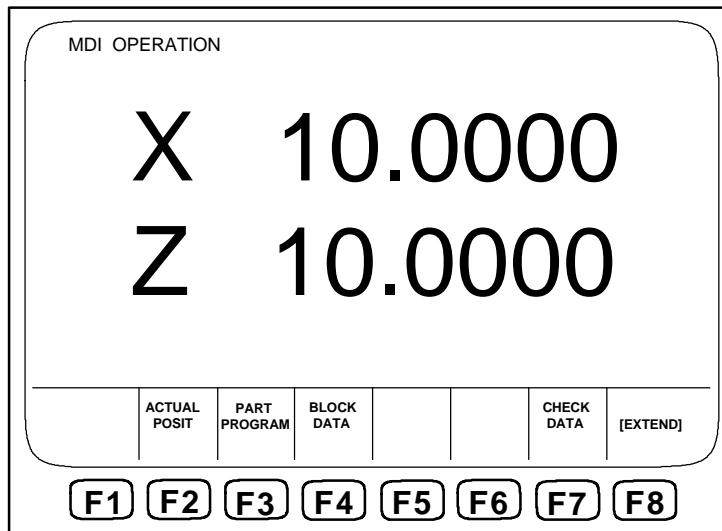 MDI OPERATION
X 10.0000
Z 10.0000
ACTUAL POSIT
PART PROGRAM
BLOCK DATA
CHECK DATA
[EXTEND]
F1 F2 F3 F4 F5 F6 F7 F8